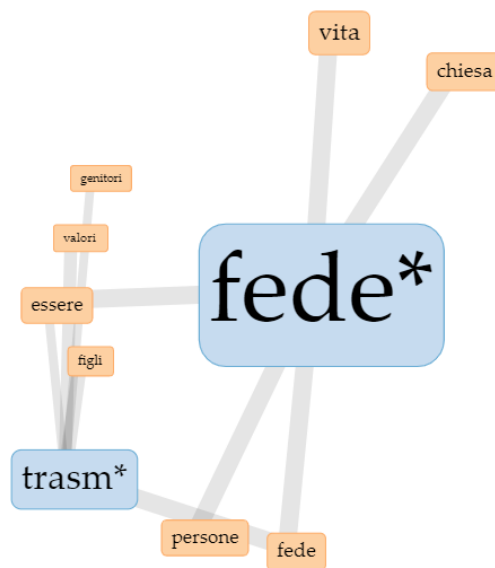 vita
chiesa
genitori
valori
fede*
essere
figli
trasm*
persone
fede